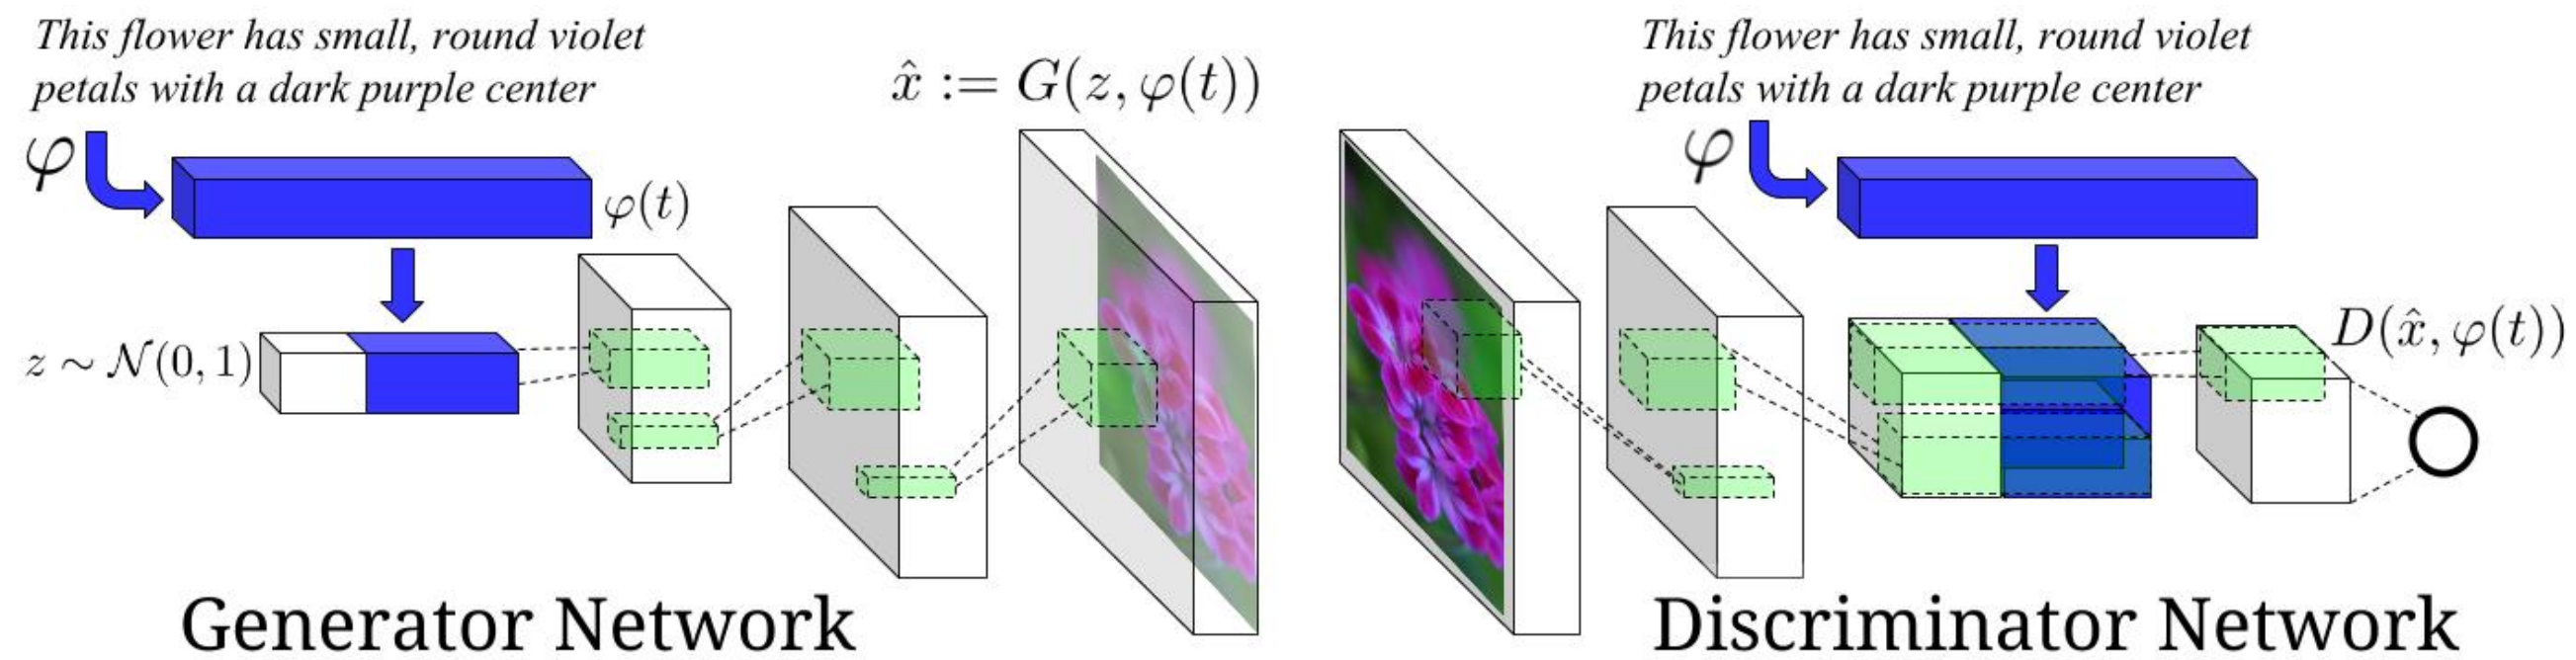 This flower has small, round violet
petals with a dark purple center
φ
φ(t)
z ∼ N(0, 1)
x̂ := G(z, φ(t))
Generator Network
This flower has small, round violet
petals with a dark purple center
φ
D(x̂, φ(t))
Discriminator Network